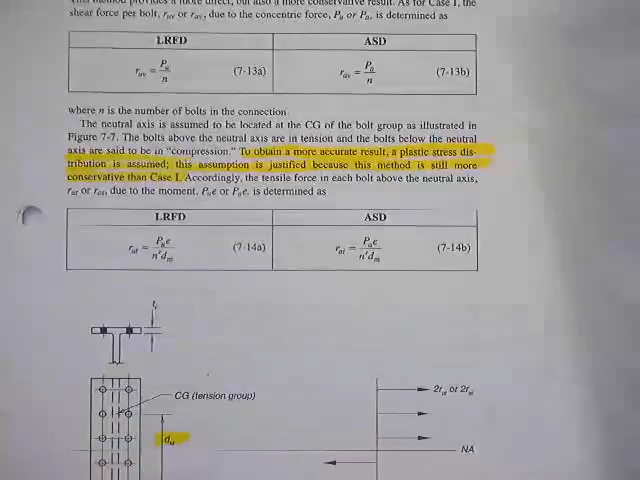 This method provides a more direct, but also a more conservative result. As for Case I, the
shear force per bolt, r_uv or r_av, due to the concentric force, P_u or P_a, is determined as
LRFD ASD
r_uv = P_u / n (7-13a) r_av = P_a / n (7-13b)
where n is the number of bolts in the connection.
The neutral axis is assumed to be located at the CG of the bolt group as illustrated in
Figure 7-7. The bolts above the neutral axis are in tension and the bolts below the neutral
axis are said to be in "compression." To obtain a more accurate result, a plastic stress dis-
tribution is assumed; this assumption is justified because this method is still more
conservative than Case I. Accordingly, the tensile force in each bolt above the neutral axis,
r_ut or r_at, due to the moment, P_u e or P_a e, is determined as
LRFD ASD
r_ut = P_u e / n'd_m (7-14a) r_at = P_a e / n'd_m (7-14b)
CG (tension group)
2r_ut or 2r_at
NA